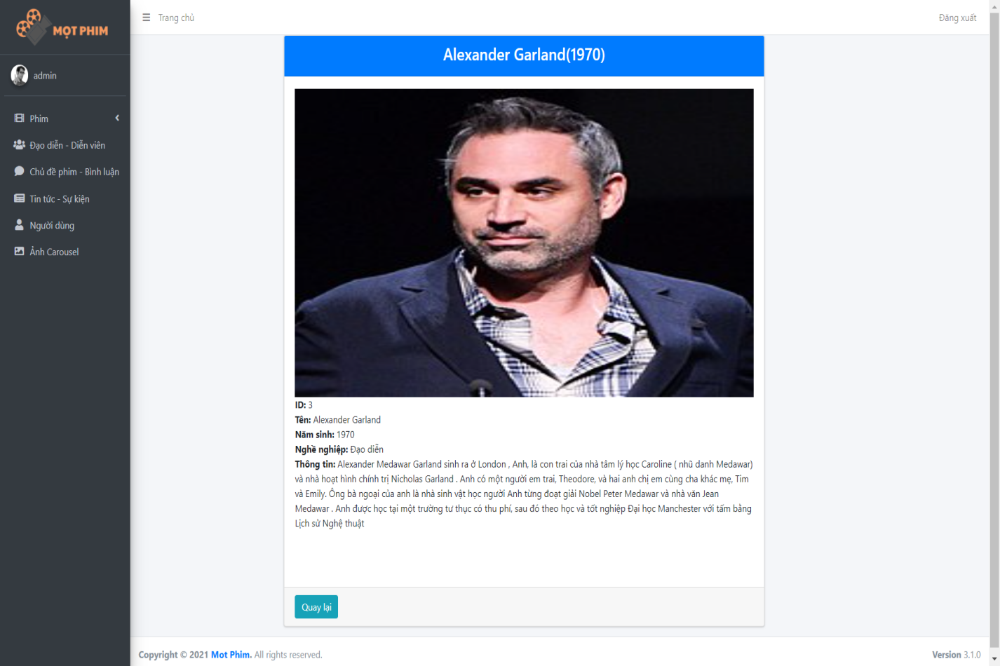 MỌT PHIM
Trang chủ
Đăng xuất
admin
Phim
Đạo diễn - Diễn viên
Chủ đề phim - Bình luận
Tin tức - Sự kiện
Người dùng
Ảnh Carousel
Alexander Garland(1970)
ID: 3
Tên: Alexander Garland
Năm sinh: 1970
Nghề nghiệp: Đạo diễn
Thông tin: Alexander Medawar Garland sinh ra ở London , Anh, là con trai của nhà tâm lý học Caroline ( nhũ danh Medawar)
và nhà hoạt hình chính trị Nicholas Garland . Anh có một người em trai, Theodore, và hai anh chị em cùng cha khác mẹ, Tim
và Emily. Ông bà ngoại của anh là nhà sinh vật học người Anh từng đoạt giải Nobel Peter Medawar và nhà văn Jean
Medawar . Anh được học tại một trường tư thục có thu phí, sau đó theo học và tốt nghiệp Đại học Manchester với tấm bằng
Lịch sử Nghệ thuật
Quay lại
Copyright © 2021 Mot Phim. All rights reserved.
Version 3.1.0